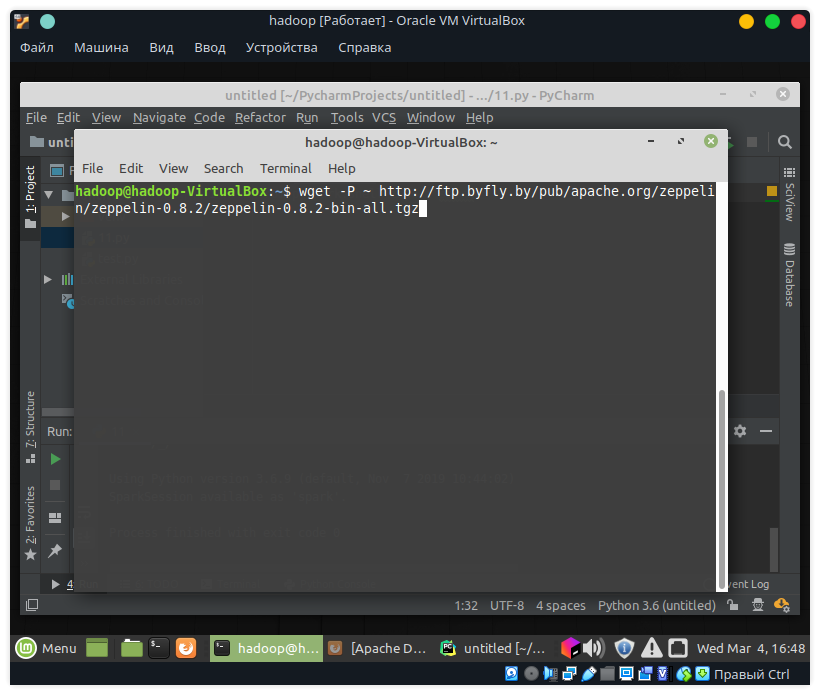 hadoop [Работает] - Oracle VM VirtualBox
Файл Машина Вид Ввод Устройства Справка
untitled [~/PycharmProjects/untitled] - .../11.py - PyCharm
File Edit View Navigate Code Refactor Run Tools VCS Window Help
unti
hadoop@hadoop-VirtualBox: ~
File Edit View Search Terminal Help
hadoop@hadoop-VirtualBox:~$ wget -P ~ http://ftp.byfly.by/pub/apache.org/zeppeli
n/zeppelin-0.8.2/zeppelin-0.8.2-bin-all.tgz
1: Project
SciView
Database
7: Structure
Run:
2: Favorites
4
vent Log
1:32 UTF-8 4 spaces Python 3.6 (untitled)
Menu hadoop@h... [Apache D... untitled [~/... Wed Mar 4, 16:48
Правый Ctrl